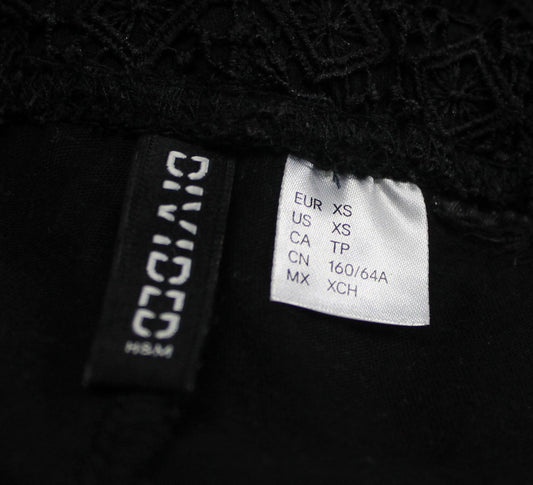 DIVIDED
H&M
EUR XS
US XS
CA TP
CN 160/64A
MX XCH